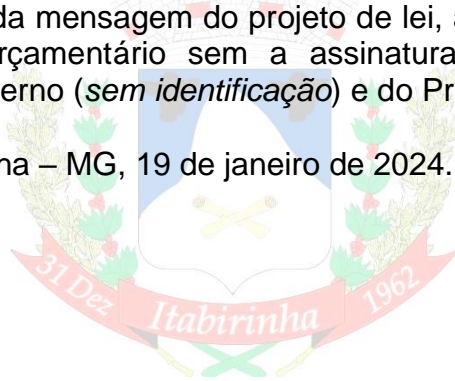 da mensagem do projeto de lei, a
rçamentário sem a assinatura
erno (sem identificação) e do Pr
na – MG, 19 de janeiro de 2024.
31 Dez Itabirinha 1962